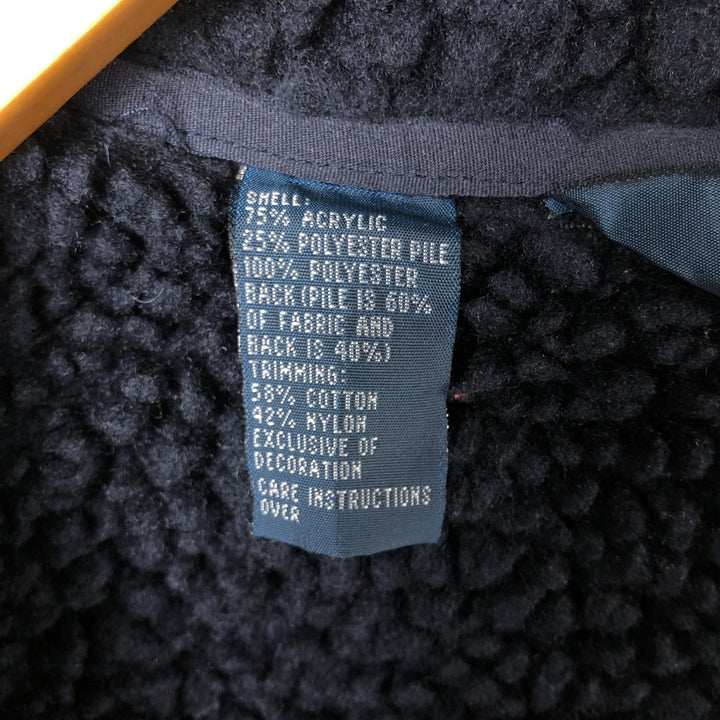 SHELL:
75% ACRYLIC
25% POLYESTER PILE
100% POLYESTER
BACK (PILE IS 60%
OF FABRIC AND
BACK IS 40%)
TRIMMING:
58% COTTON
42% NYLON
EXCLUSIVE OF
DECORATION
CARE INSTRUCTIONS
OVER